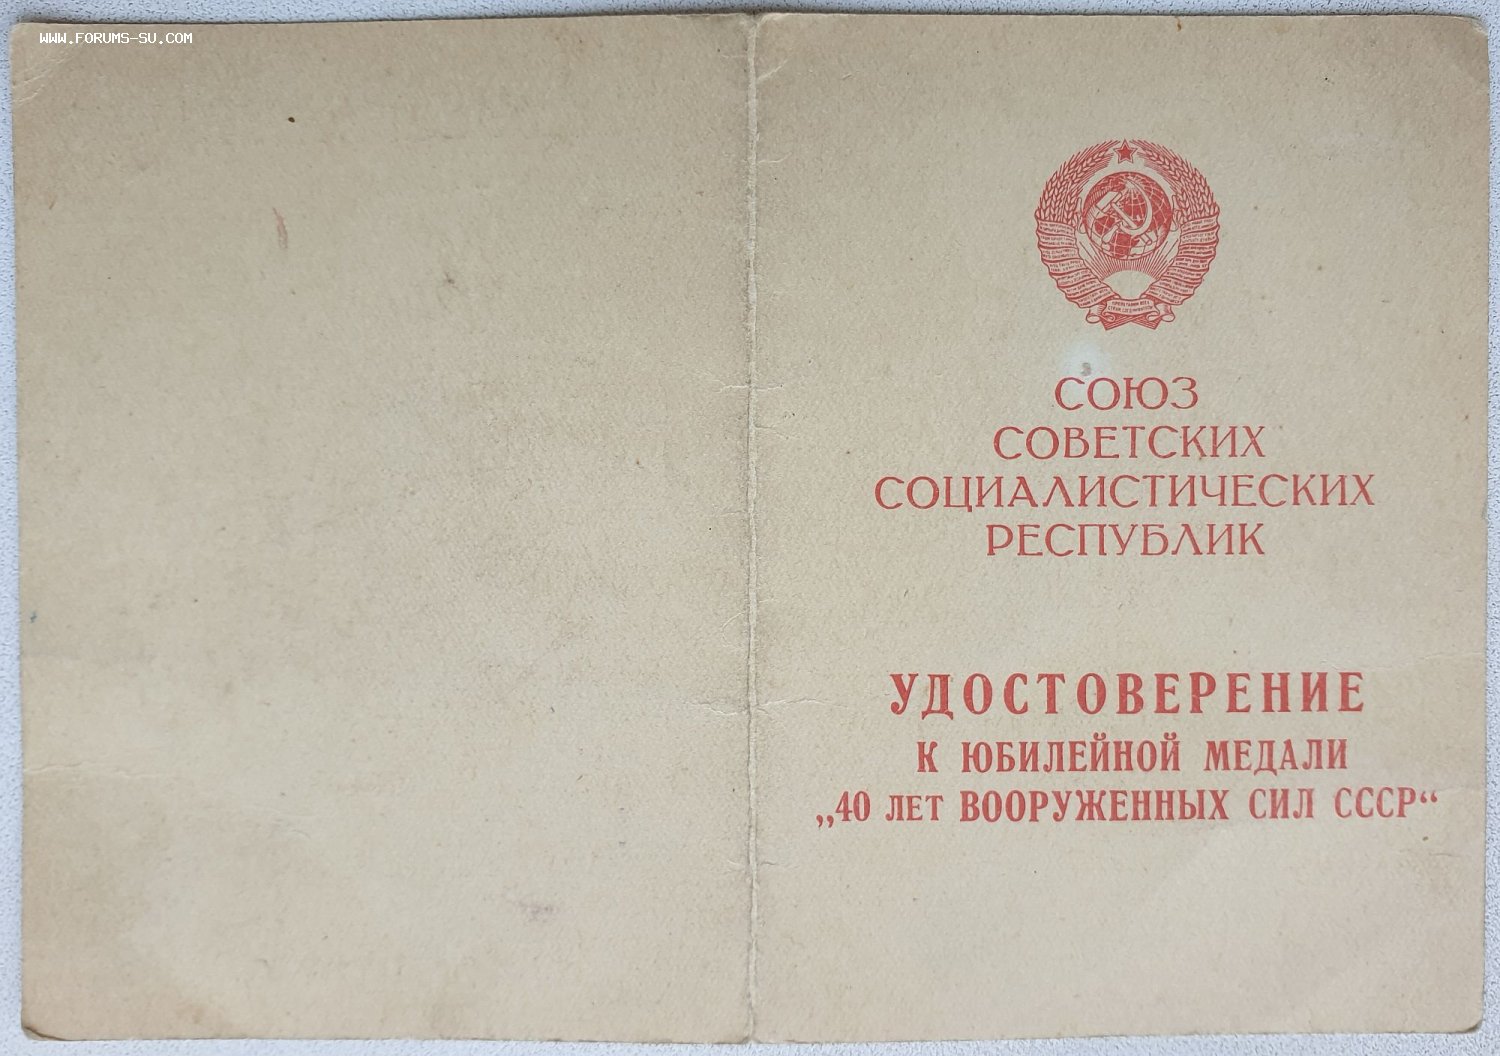 WWW.FORUMS-SU.COM
СОЮЗ
СОВЕТСКИХ
СОЦИАЛИСТИЧЕСКИХ
РЕСПУБЛИК
УДОСТОВЕРЕНИЕ
К ЮБИЛЕЙНОЙ МЕДАЛИ
„40 ЛЕТ ВООРУЖЕННЫХ СИЛ СССР“